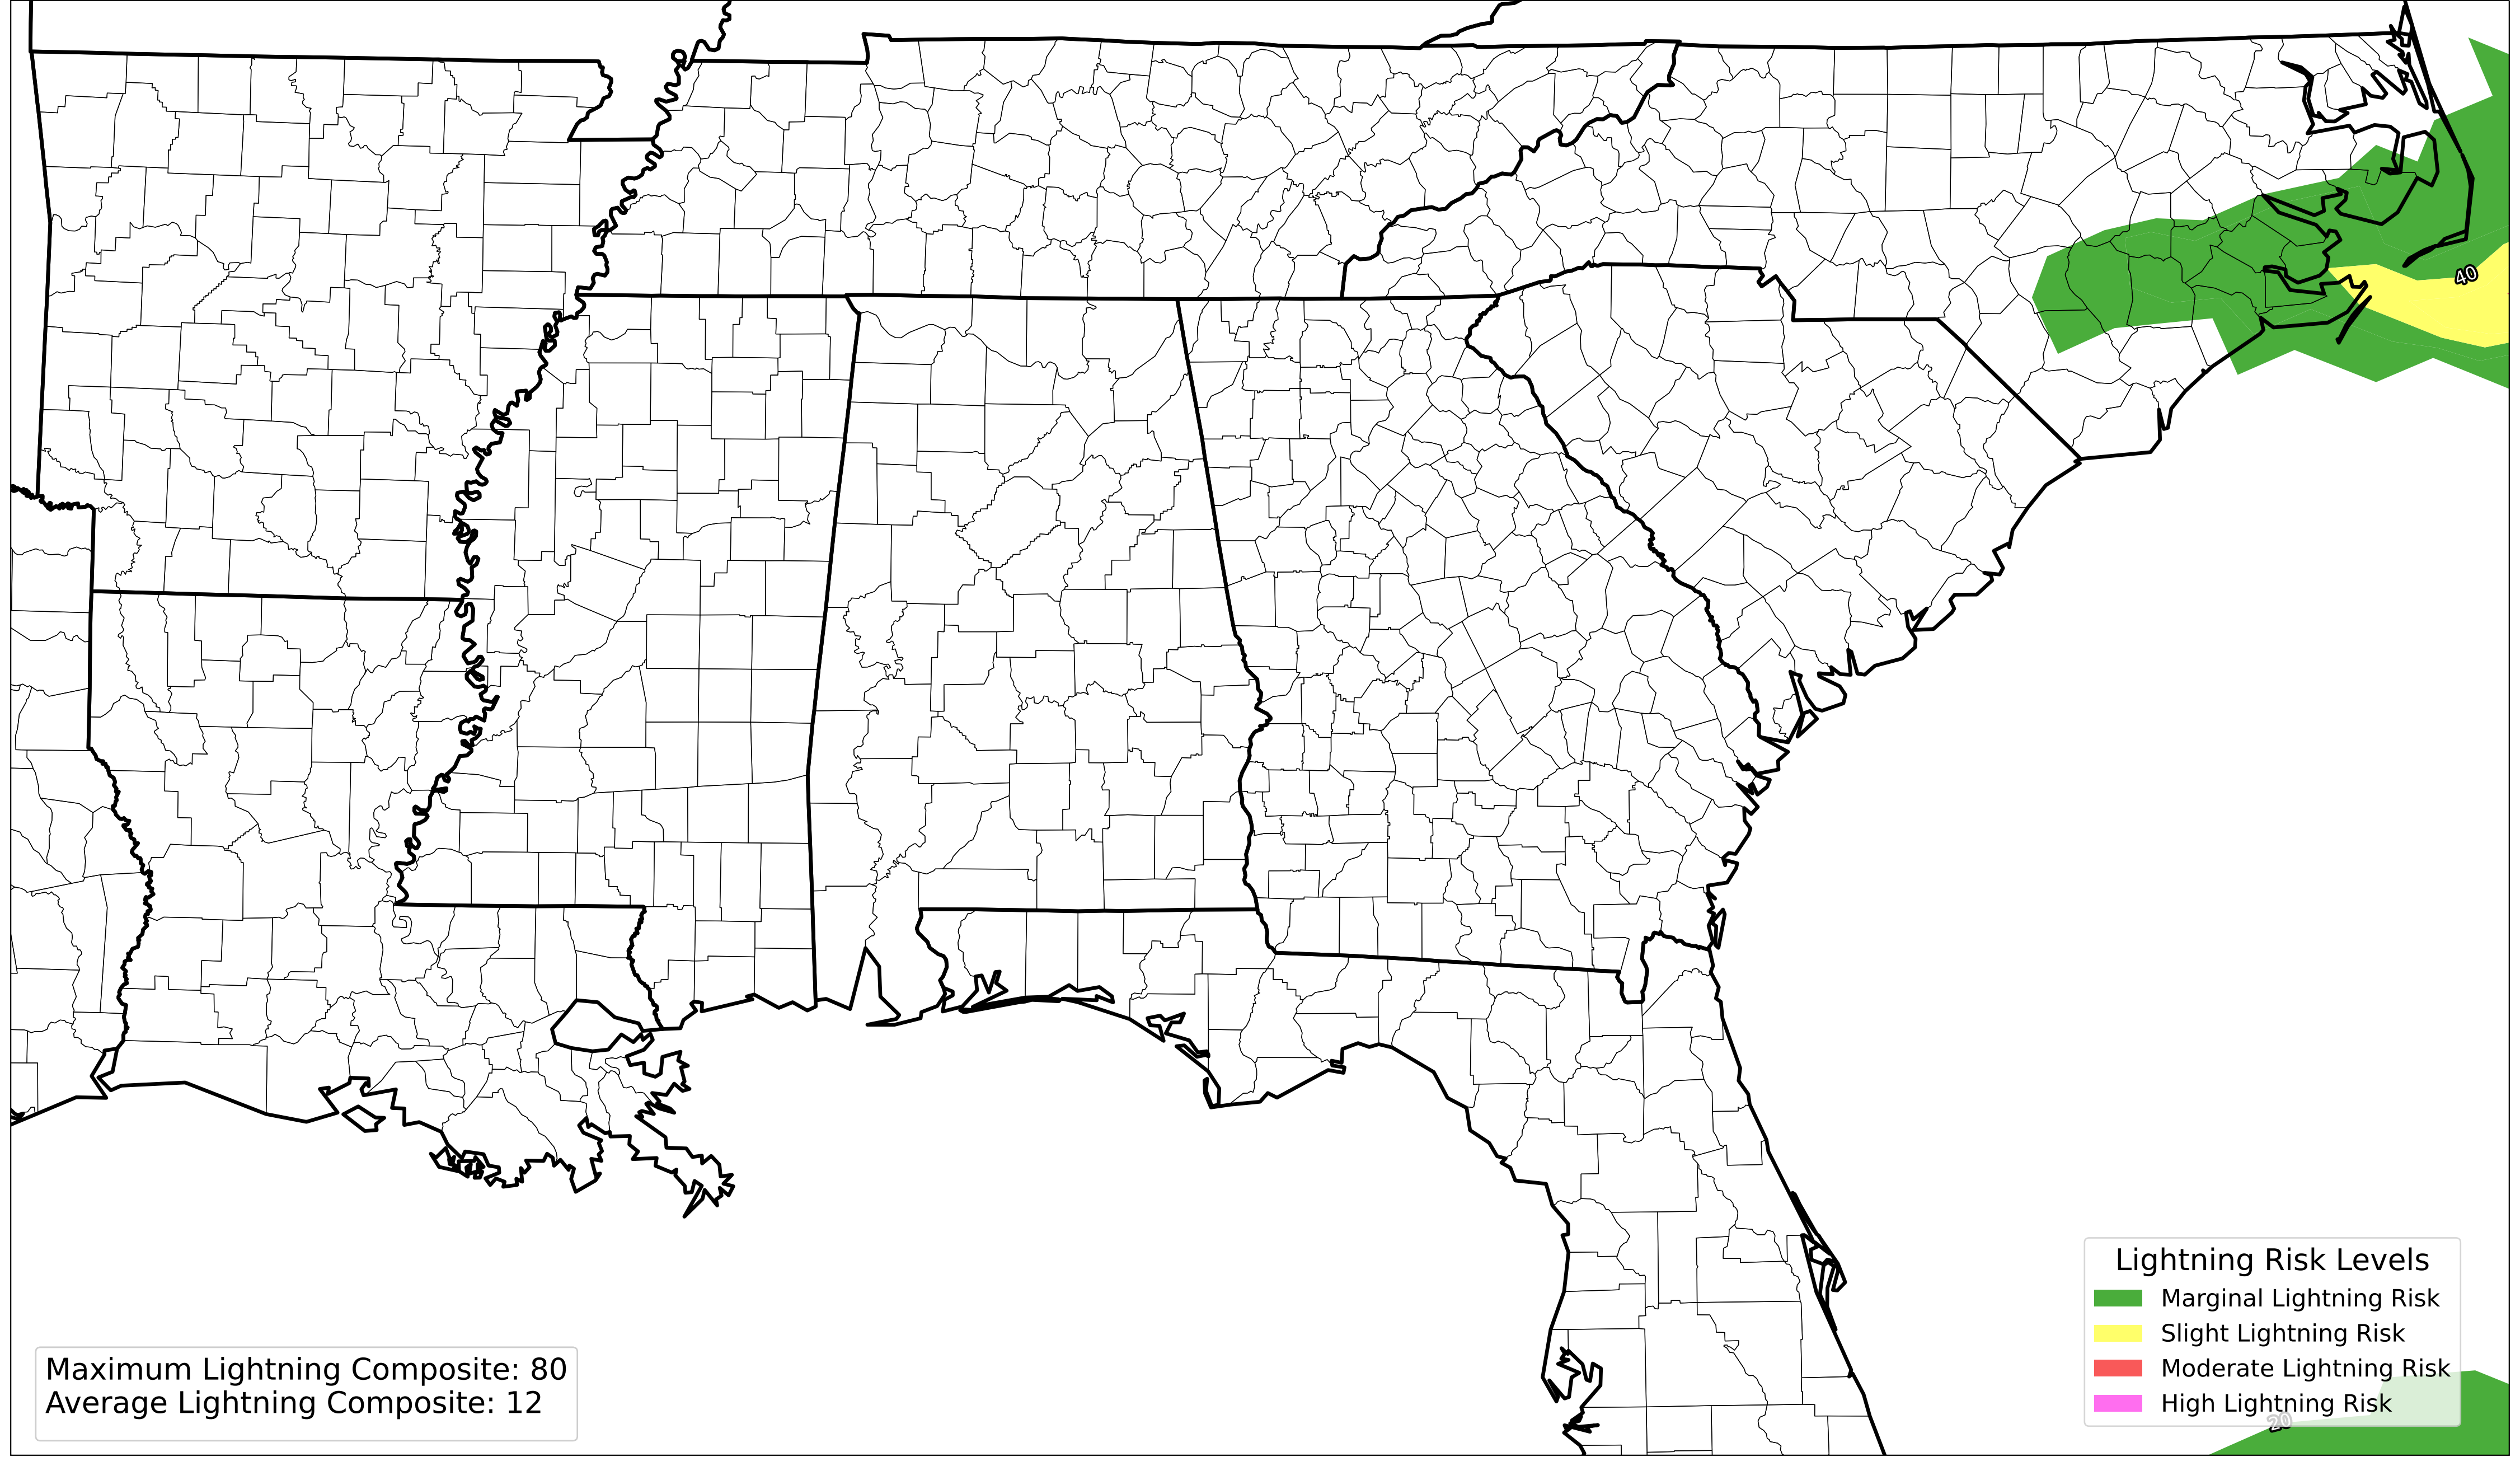 40
Lightning Risk Levels
Marginal Lightning Risk
Slight Lightning Risk
Moderate Lightning Risk
High Lightning Risk
20
Maximum Lightning Composite: 80
Average Lightning Composite: 12